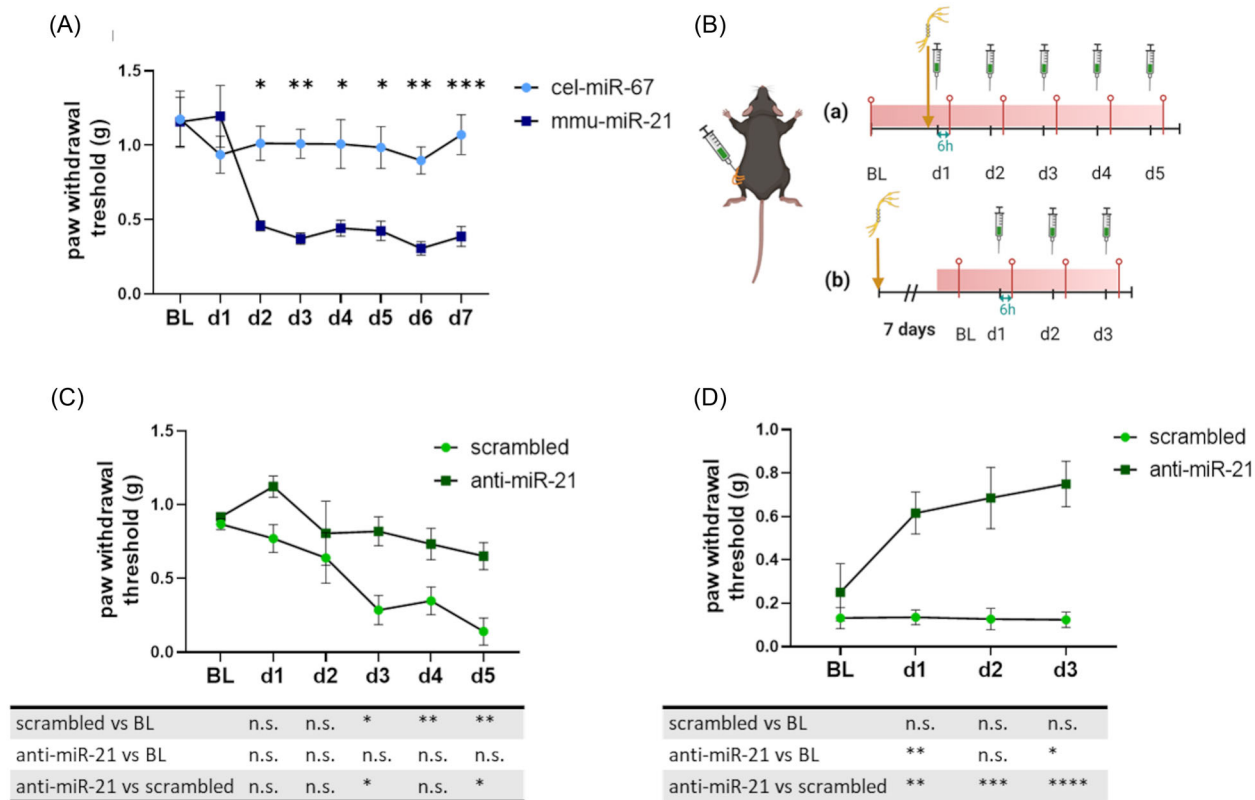 (A)
1.5
1.0
0.5
0.0
paw withdrawal
treshold (g)
* ** * * ** ***
cel-miR-67
mmu-miR-21
BL d1 d2 d3 d4 d5 d6 d7
(B)
(a)
6h
BL d1 d2 d3 d4 d5
(b)
6h
7 days BL d1 d2 d3
(C)
1.5
1.0
0.5
0.0
paw withdrawal
threshold (g)
scrambled
anti-miR-21
BL d1 d2 d3 d4 d5
scrambled vs BL n.s. n.s. * ** **
anti-miR-21 vs BL n.s. n.s. n.s. n.s. n.s.
anti-miR-21 vs scrambled n.s. n.s. * n.s. *
(D)
1.0
0.8
0.6
0.4
0.2
0.0
paw withdrawal
threshold (g)
scrambled
anti-miR-21
BL d1 d2 d3
scrambled vs BL n.s. n.s. n.s.
anti-miR-21 vs BL ** n.s. *
anti-miR-21 vs scrambled ** *** ****